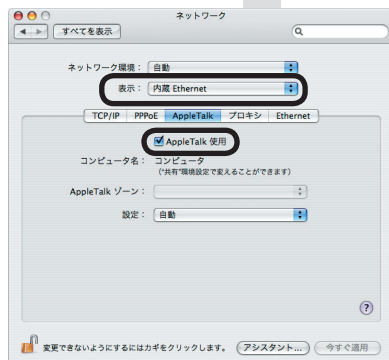 ネットワーク
すべてを表示
ネットワーク環境： 自動
表示： 内蔵 Ethernet
TCP/IP PPPoE AppleTalk プロキシ Ethernet
AppleTalk 使用
コンピュータ名： コンピュータ
("共有"環境設定で変えることができます)
AppleTalk ゾーン：
設定： 自動
?
変更できないようにするにはカギをクリックします。 アシスタント... 今すぐ適用